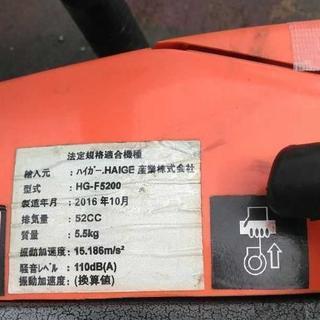 法定規格適合機種
輸入元 : ハイガー.HAIGE 産業株式会社
型式 : HG-F5200
製造年月 : 2016 年10月
排気量 : 52CC
質量 : 5.5kg
振動加速度: 15.186m/s²
騒音レベル : 110dB(A)
振動加速度: (換算値)